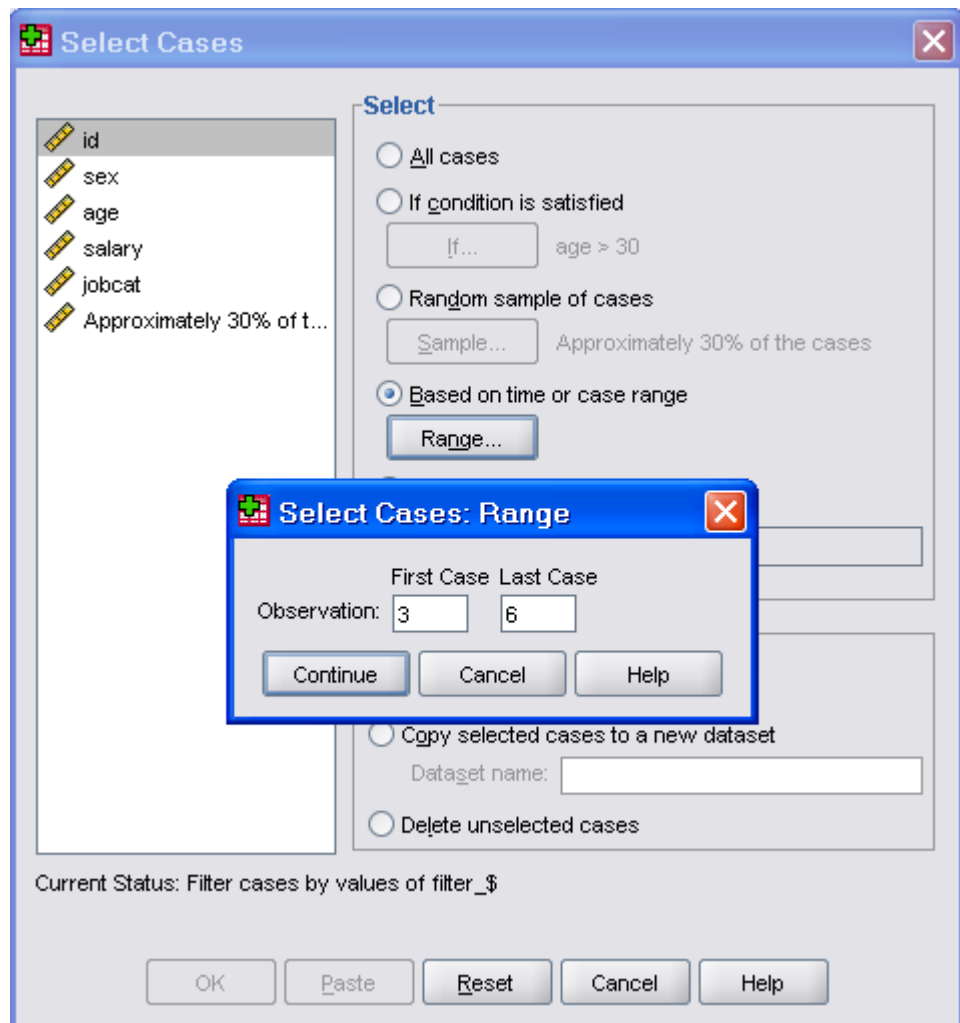 Select Cases
id
sex
age
salary
jobcat
Approximately 30% of t...
Select
All cases
If condition is satisfied
If... age > 30
Random sample of cases
Sample... Approximately 30% of the cases
Based on time or case range
Range...
Select Cases: Range
First Case Last Case
Observation: 3 6
Continue Cancel Help
Copy selected cases to a new dataset
Dataset name:
Delete unselected cases
Current Status: Filter cases by values of filter_$
OK Paste Reset Cancel Help